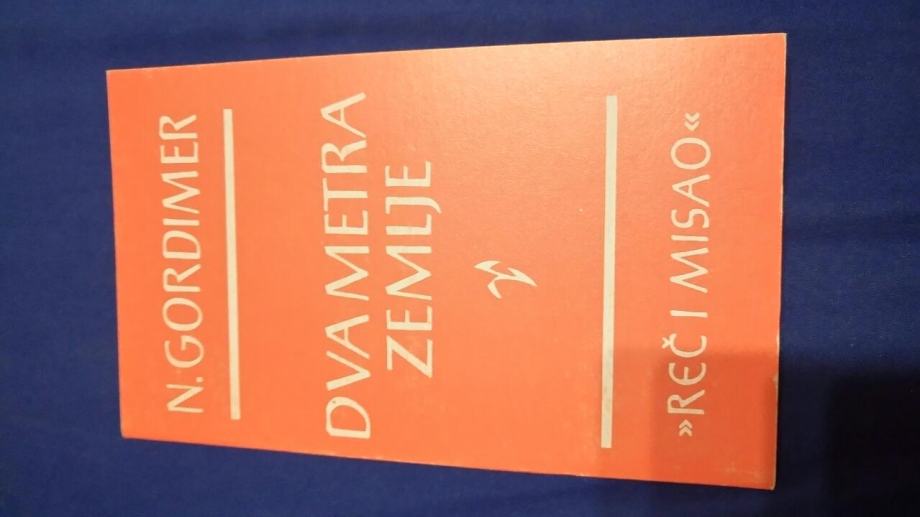 N. GORDIMER
DVA METRA
ZEMLJE
»REČ I MISAO«